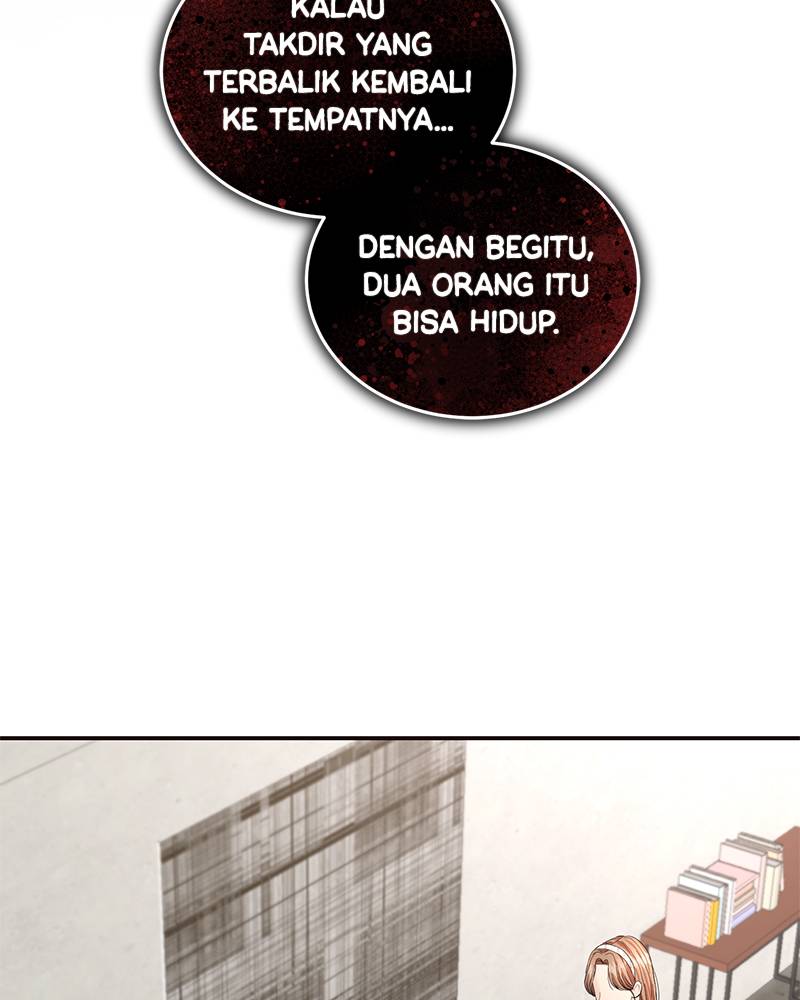 KALAU
TAKDIR YANG
TERBALIK KEMBALI
KE TEMPATNYA...
DENGAN BEGITU,
DUA ORANG ITU
BISA HIDUP.